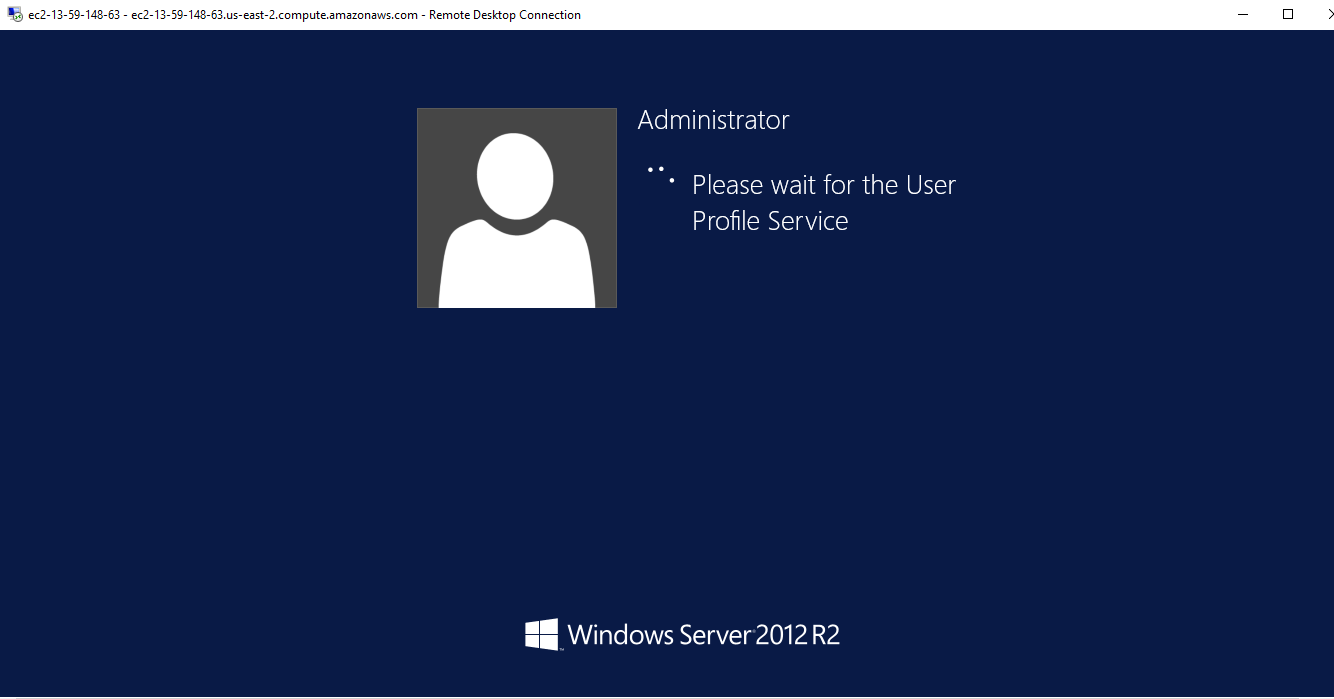 ec2-13-59-148-63 - ec2-13-59-148-63.us-east-2.compute.amazonaws.com - Remote Desktop Connection
Administrator
Please wait for the User
Profile Service
Windows Server 2012 R2